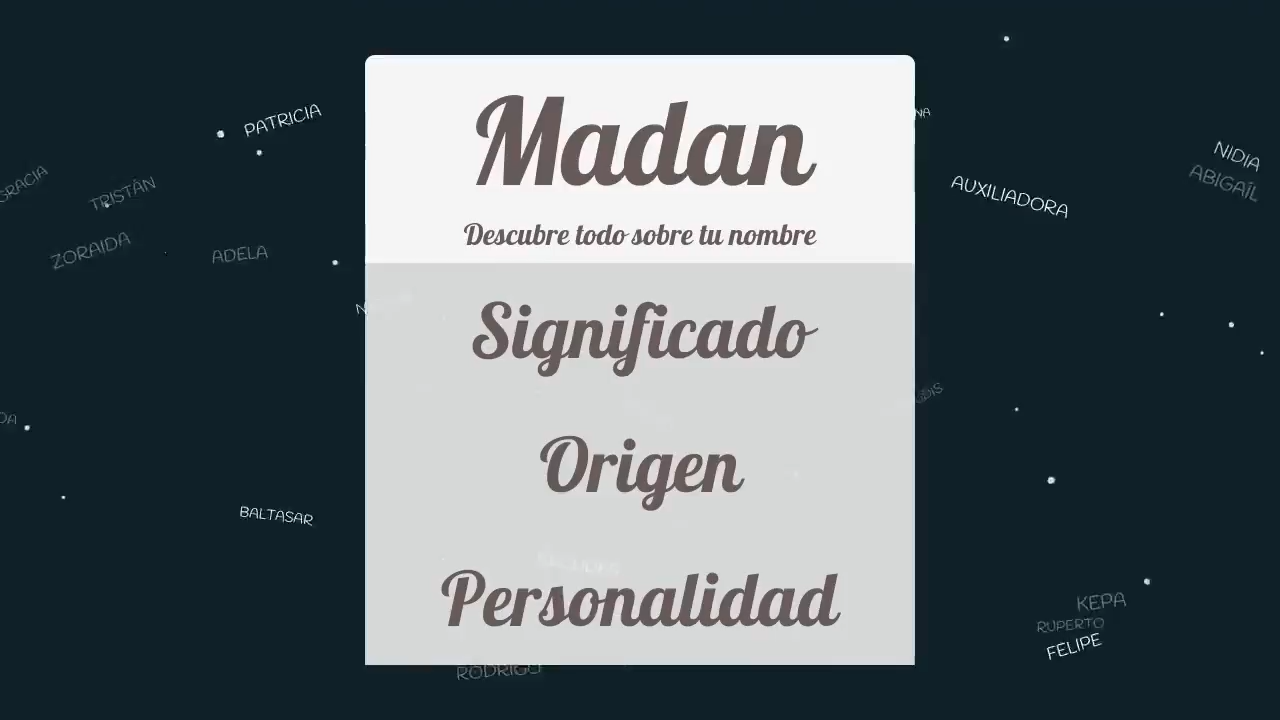 Madan
Descubre todo sobre tu nombre
Significado
Origen
Personalidad
PATRICIA
TRISTÁN
ZORAIDA
ADELA
BALTASAR
RODRIGO
NIDIA
ABIGAÍL
AUXILIADORA
KEPA
RUPERTO
FELIPE